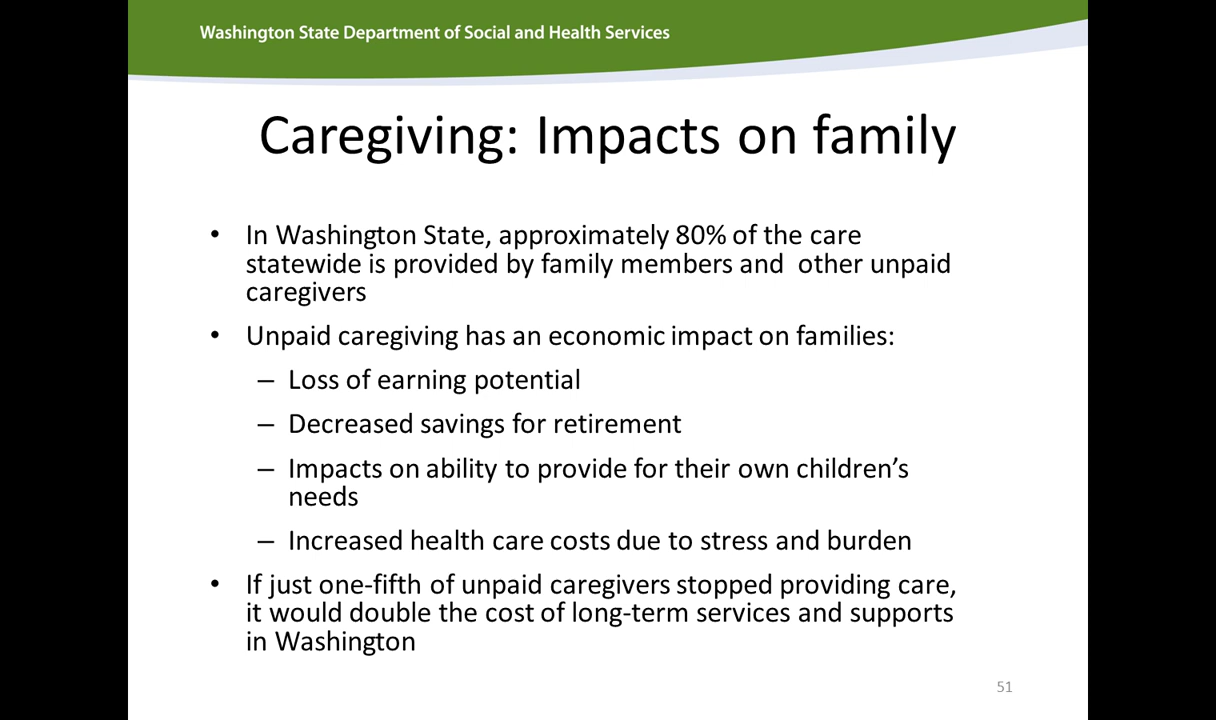 Washington State Department of Social and Health Services
Caregiving: Impacts on family
• In Washington State, approximately 80% of the care
statewide is provided by family members and  other unpaid
caregivers
• Unpaid caregiving has an economic impact on families:
– Loss of earning potential
– Decreased savings for retirement
– Impacts on ability to provide for their own children’s
needs
– Increased health care costs due to stress and burden
• If just one-fifth of unpaid caregivers stopped providing care,
it would double the cost of long-term services and supports
in Washington
51